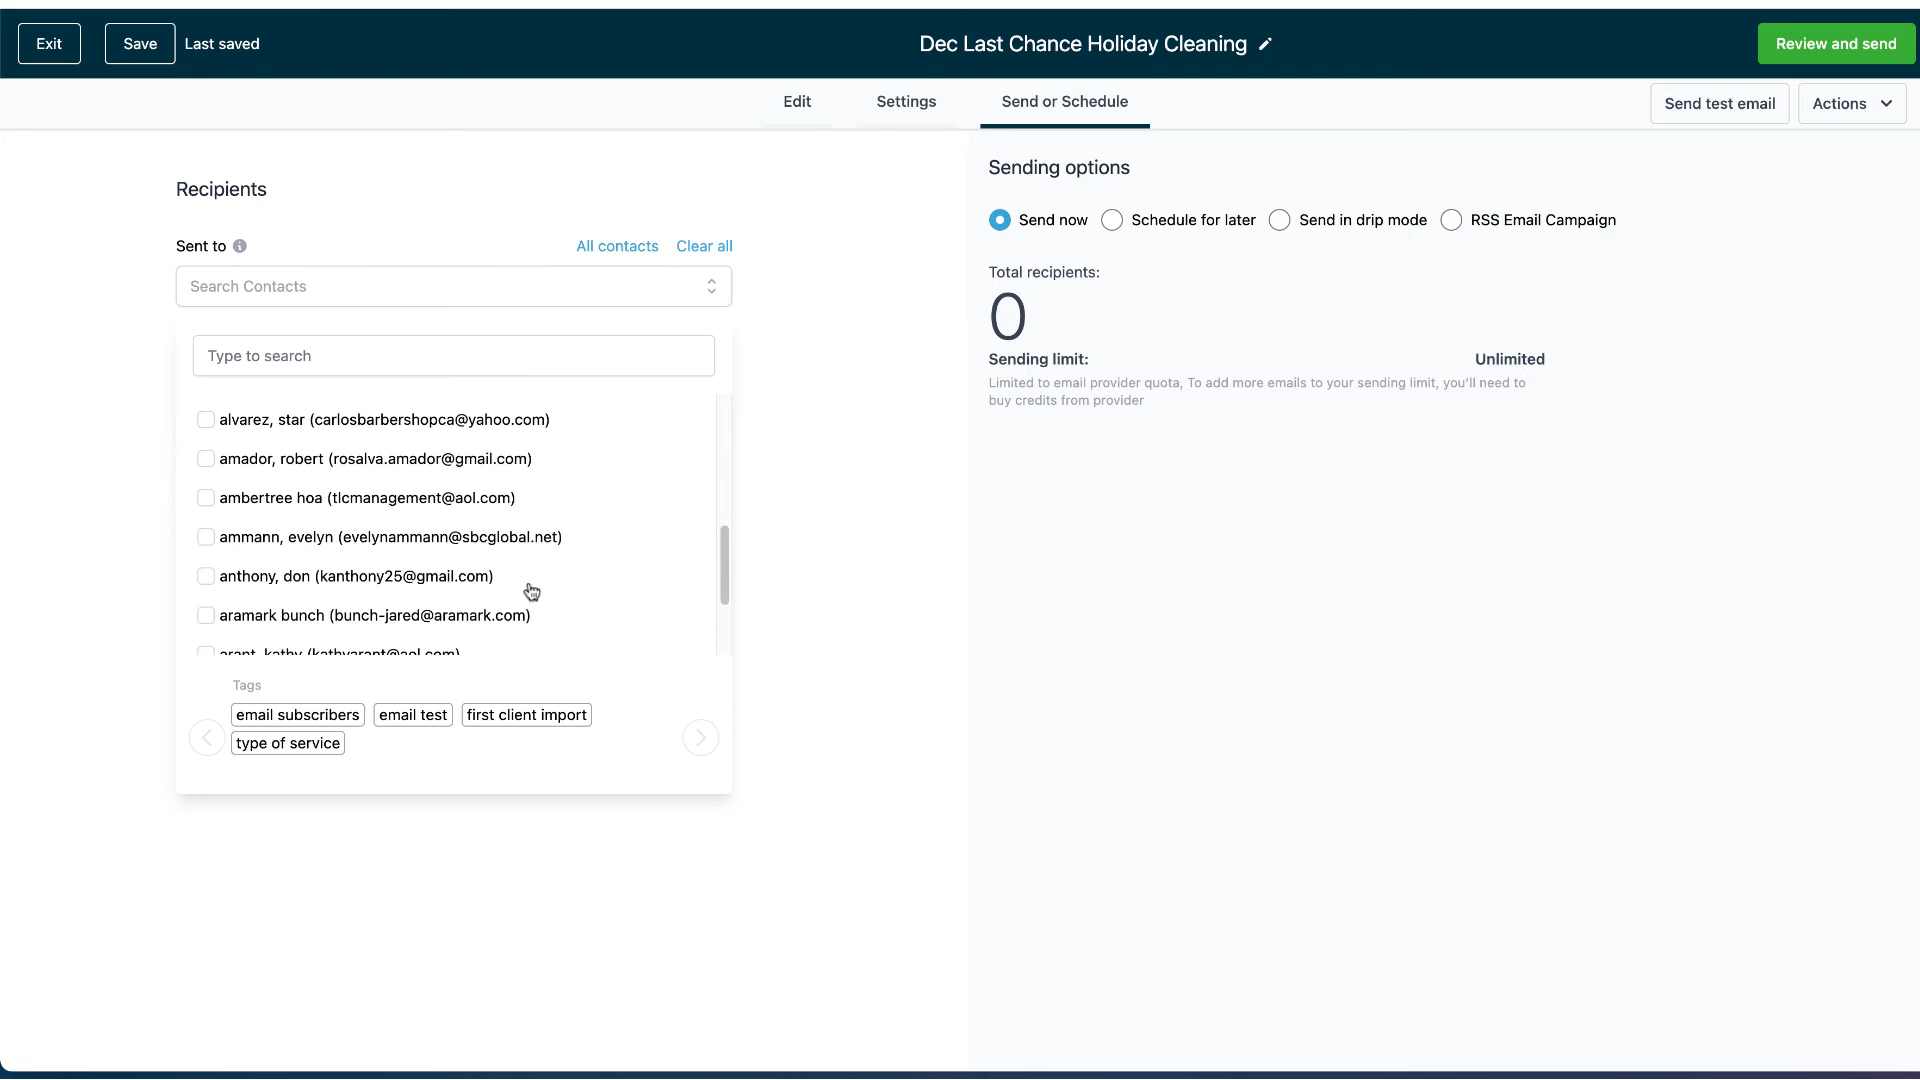 Exit
Save
Last saved
Dec Last Chance Holiday Cleaning
Review and send
Edit
Settings
Send or Schedule
Send test email
Actions
Recipients
Sent to
All contacts
Clear all
Search Contacts
Type to search
alvarez, star (carlosbarbershopca@yahoo.com)
amador, robert (rosalva.amador@gmail.com)
ambertree hoa (tlcmanagement@aol.com)
ammann, evelyn (evelynammann@sbcglobal.net)
anthony, don (kanthony25@gmail.com)
aramark bunch (bunch-jared@aramark.com)
arant, kathy (kathyarant@aol.com)
Tags
email subscribers
email test
first client import
type of service
Sending options
Send now
Schedule for later
Send in drip mode
RSS Email Campaign
Total recipients:
0
Sending limit:
Unlimited
Limited to email provider quota, To add more emails to your sending limit, you'll need to
buy credits from provider